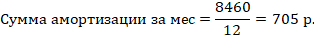 Сумма амортизации за мес = 8460/12 = 705 р.